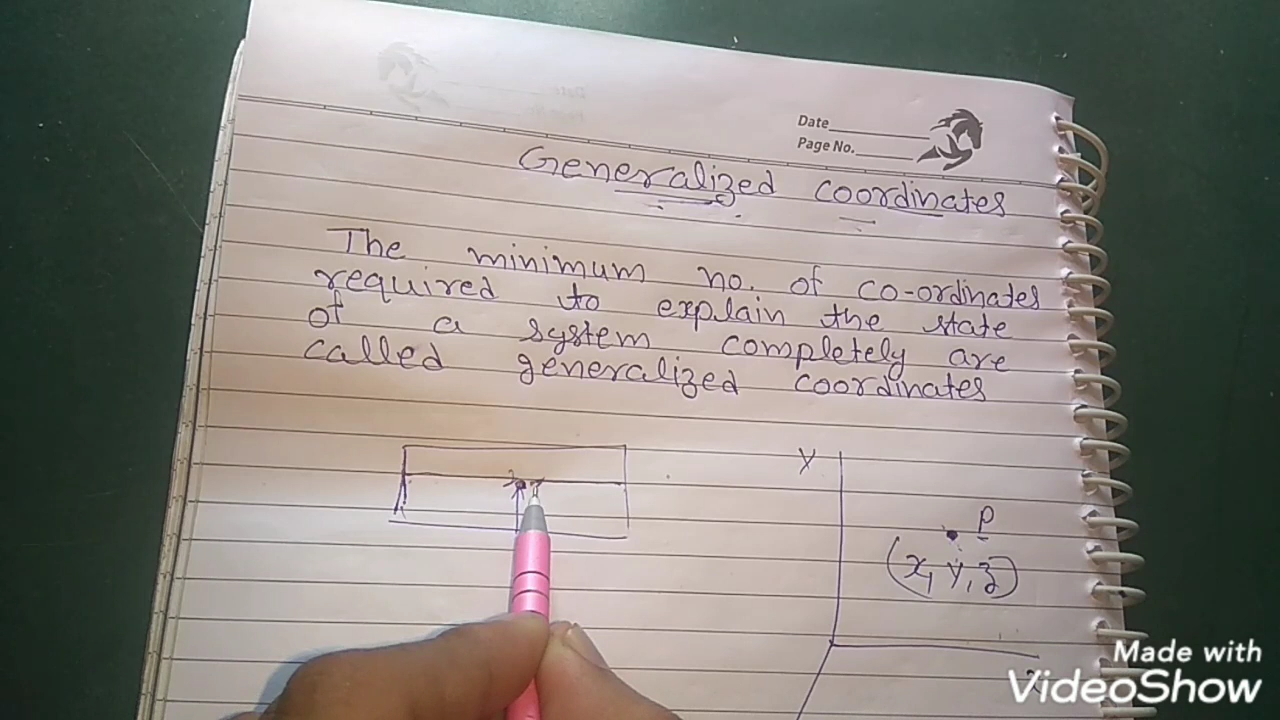 Date
Page No.
Generalized Coordinates
The minimum no. of co-ordinates
required to explain the state
of a system completely are
called generalized coordinates
Y
P
(x, y, z)
X
Made with
VideoShow